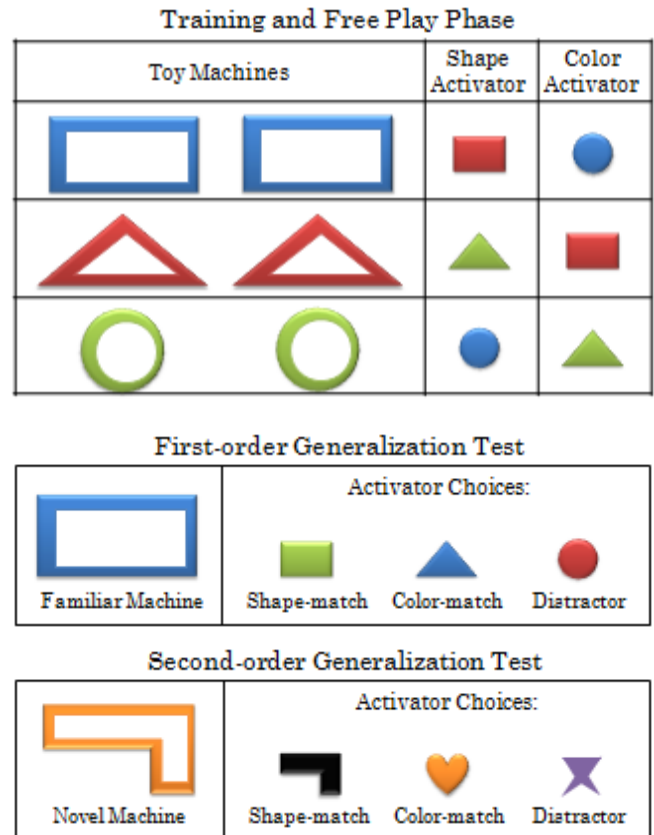 Training and Free Play Phase
Toy Machines
Shape Activator
Color Activator
First-order Generalization Test
Familiar Machine
Activator Choices:
Shape-match Color-match Distractor
Second-order Generalization Test
Novel Machine
Activator Choices:
Shape-match Color-match Distractor